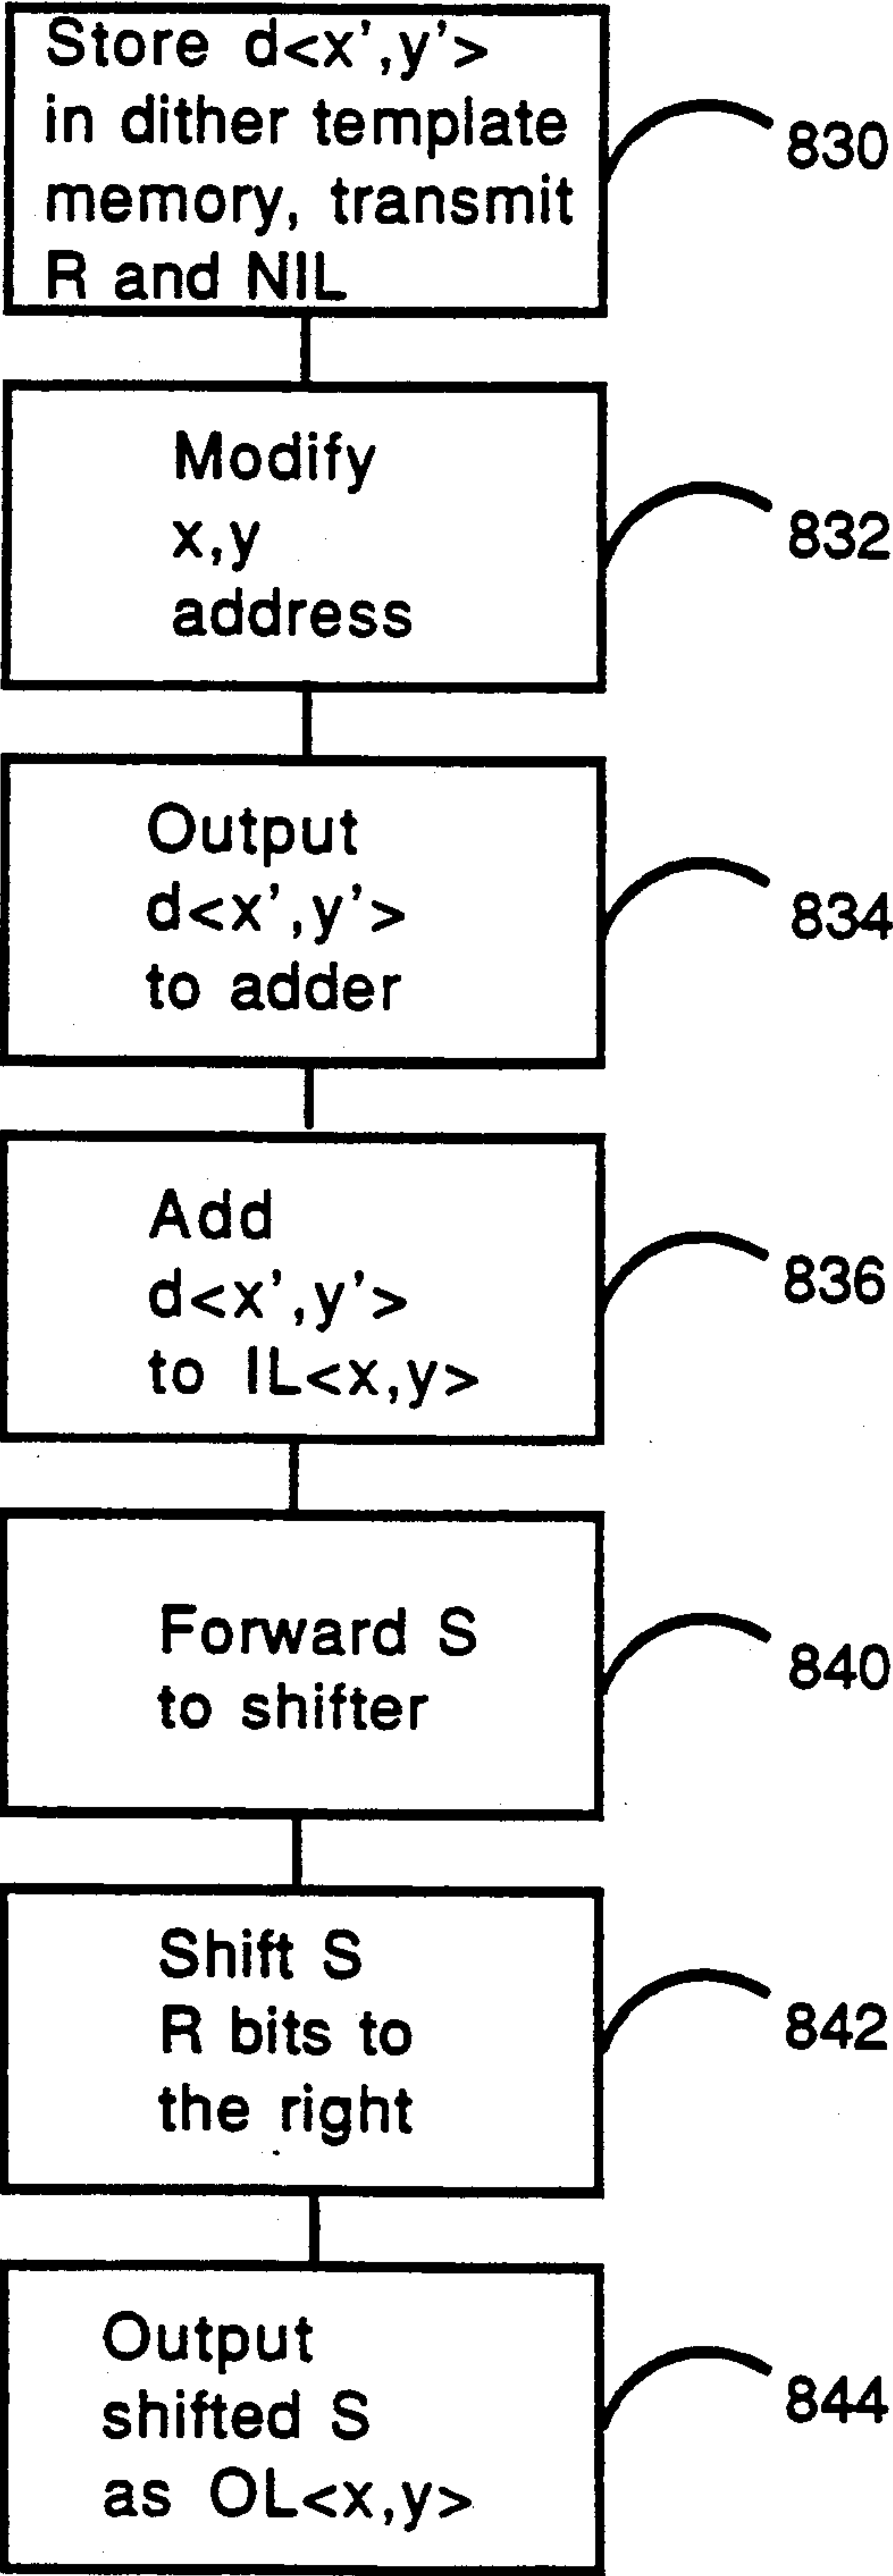 Store d<x',y'>
in dither template
memory, transmit
R and NIL
830
Modify
x,y
address
832
Output
d<x',y'>
to adder
834
Add
d<x',y'>
to IL<x,y>
836
Forward S
to shifter
840
Shift S
R bits to
the right
842
Output
shifted S
as OL<x,y>
844